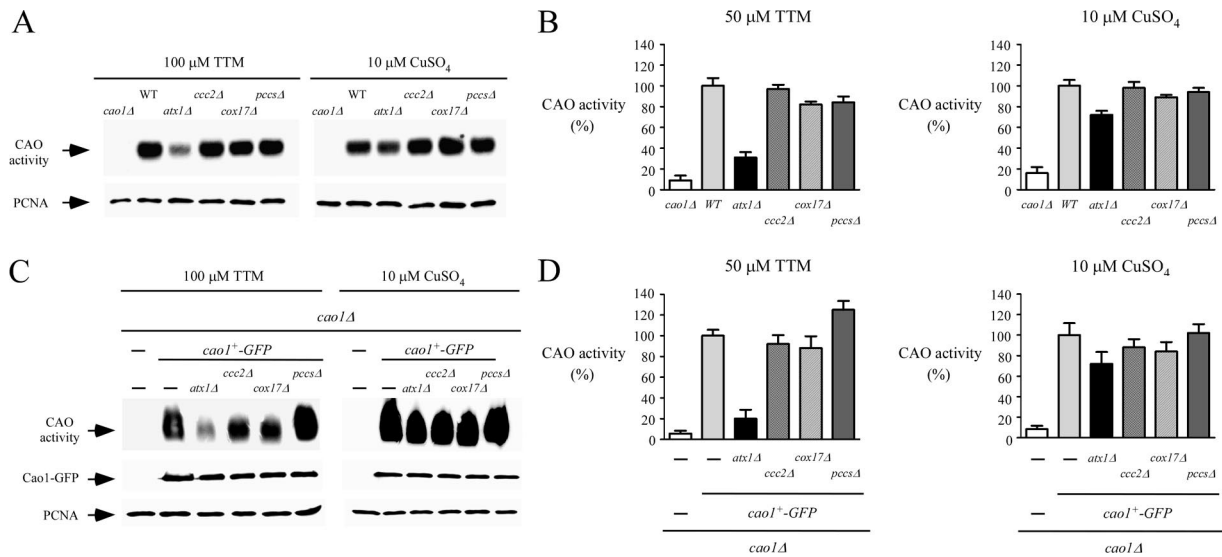 A
100 µM TTM
10 µM CuSO4
cao1Δ WT atx1Δ ccc2Δ cox17Δ pccsΔ
cao1Δ WT atx1Δ ccc2Δ cox17Δ pccsΔ
CAO
activity
PCNA
B
50 µM TTM
CAO activity
(%)
140
120
100
80
60
40
20
0
cao1Δ WT atx1Δ ccc2Δ cox17Δ pccsΔ
10 µM CuSO4
CAO activity
(%)
140
120
100
80
60
40
20
0
cao1Δ WT atx1Δ ccc2Δ cox17Δ pccsΔ
C
100 µM TTM
10 µM CuSO4
cao1Δ
– cao1+-GFP
– cao1+-GFP
– – atx1Δ ccc2Δ cox17Δ pccsΔ
– – atx1Δ ccc2Δ cox17Δ pccsΔ
CAO
activity
Cao1-GFP
PCNA
D
50 µM TTM
CAO activity
(%)
140
120
100
80
60
40
20
0
– – atx1Δ ccc2Δ cox17Δ pccsΔ
– cao1+-GFP
cao1Δ
10 µM CuSO4
CAO activity
(%)
140
120
100
80
60
40
20
0
– – atx1Δ ccc2Δ cox17Δ pccsΔ
– cao1+-GFP
cao1Δ